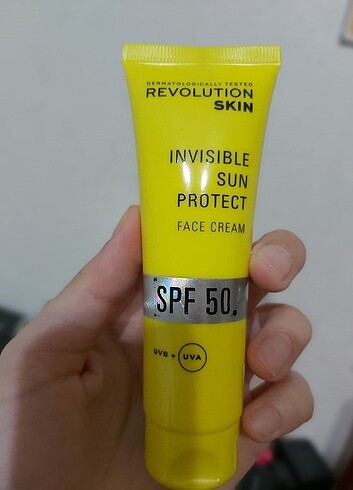 DERMATOLOGICALLY TESTED
REVOLUTION
SKIN
INVISIBLE
SUN
PROTECT
FACE CREAM
SPF 50
UVB + UVA